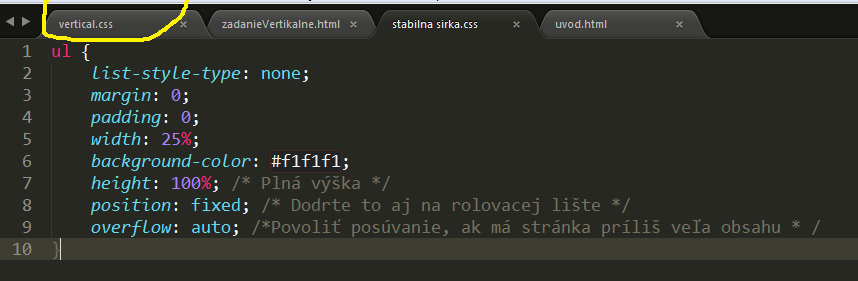 vertical.css × zadanieVertikalne.html × stabilna sirka.css × uvod.html ×
1 ul {
2 list-style-type: none;
3 margin: 0;
4 padding: 0;
5 width: 25%;
6 background-color: #f1f1f1;
7 height: 100%; /* Plná výška */
8 position: fixed; /* Dodrte to aj na rolovacej lište */
9 overflow: auto; /*Povoliť posúvanie, ak má stránka príliš veľa obsahu * /
10 }